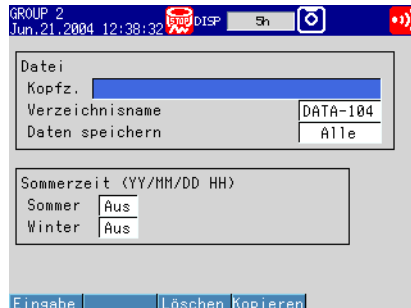 GROUP 2
Jun.21.2004 12:38:32 STOP DISP 5h
Datei
Kopfz.
Verzeichnisname DATA-104
Daten speichern Alle
Sommerzeit (YY/MM/DD HH)
Sommer Aus
Winter Aus
Eingabe Löschen Kopieren